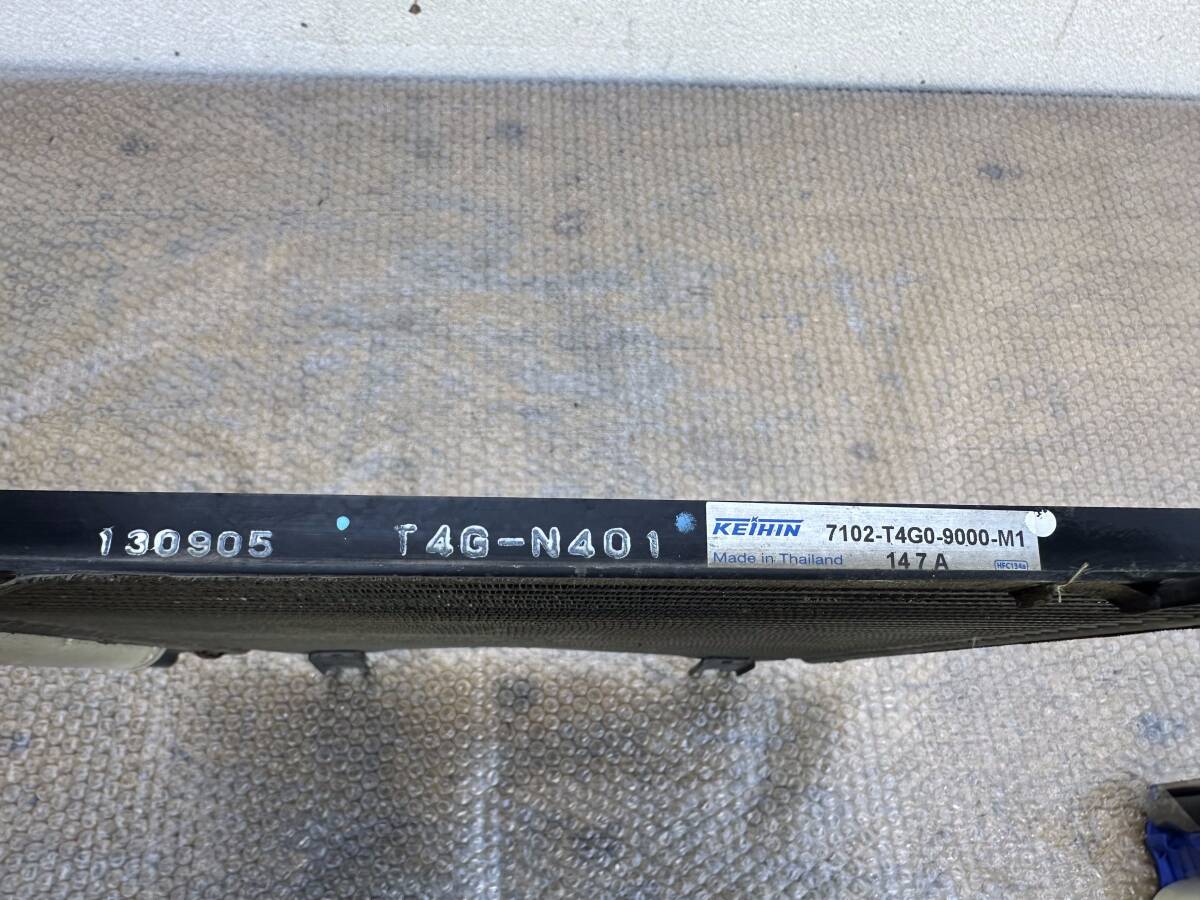 130905
T4G-N401
KEIHIN 7102-T4G0-9000-M1
Made in Thailand 147A HFC134a